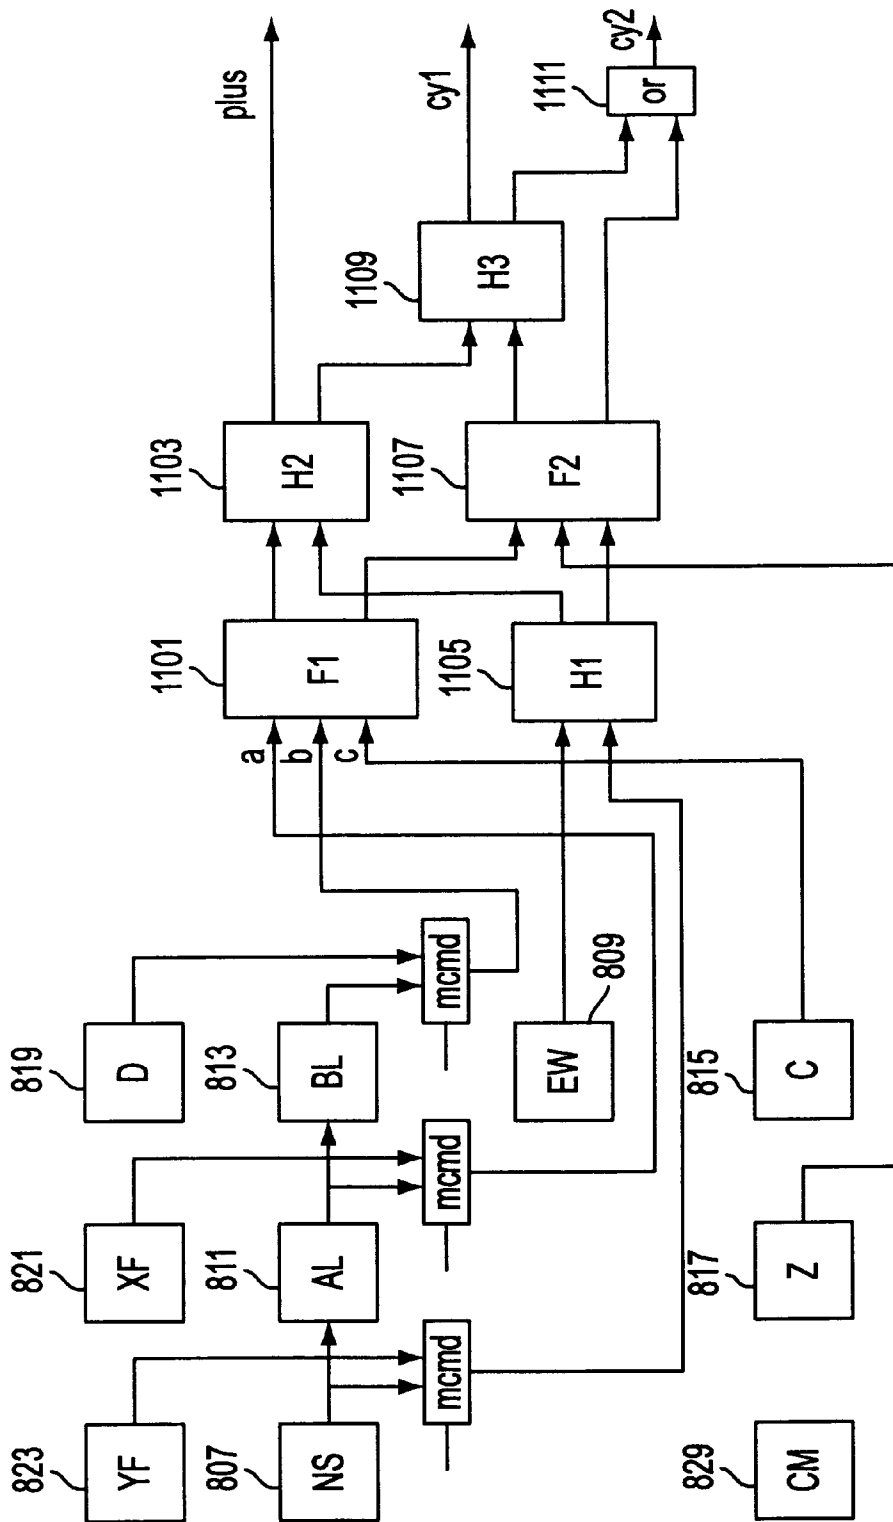 plus
cy1
cy2
1111
or
1109
H3
1103
H2
1107
F2
1101
F1
a
b
c
1105
H1
819
D
813
BL
mcmd
EW
809
815
C
821
XF
811
AL
mcmd
817
Z
823
YF
807
NS
mcmd
829
CM